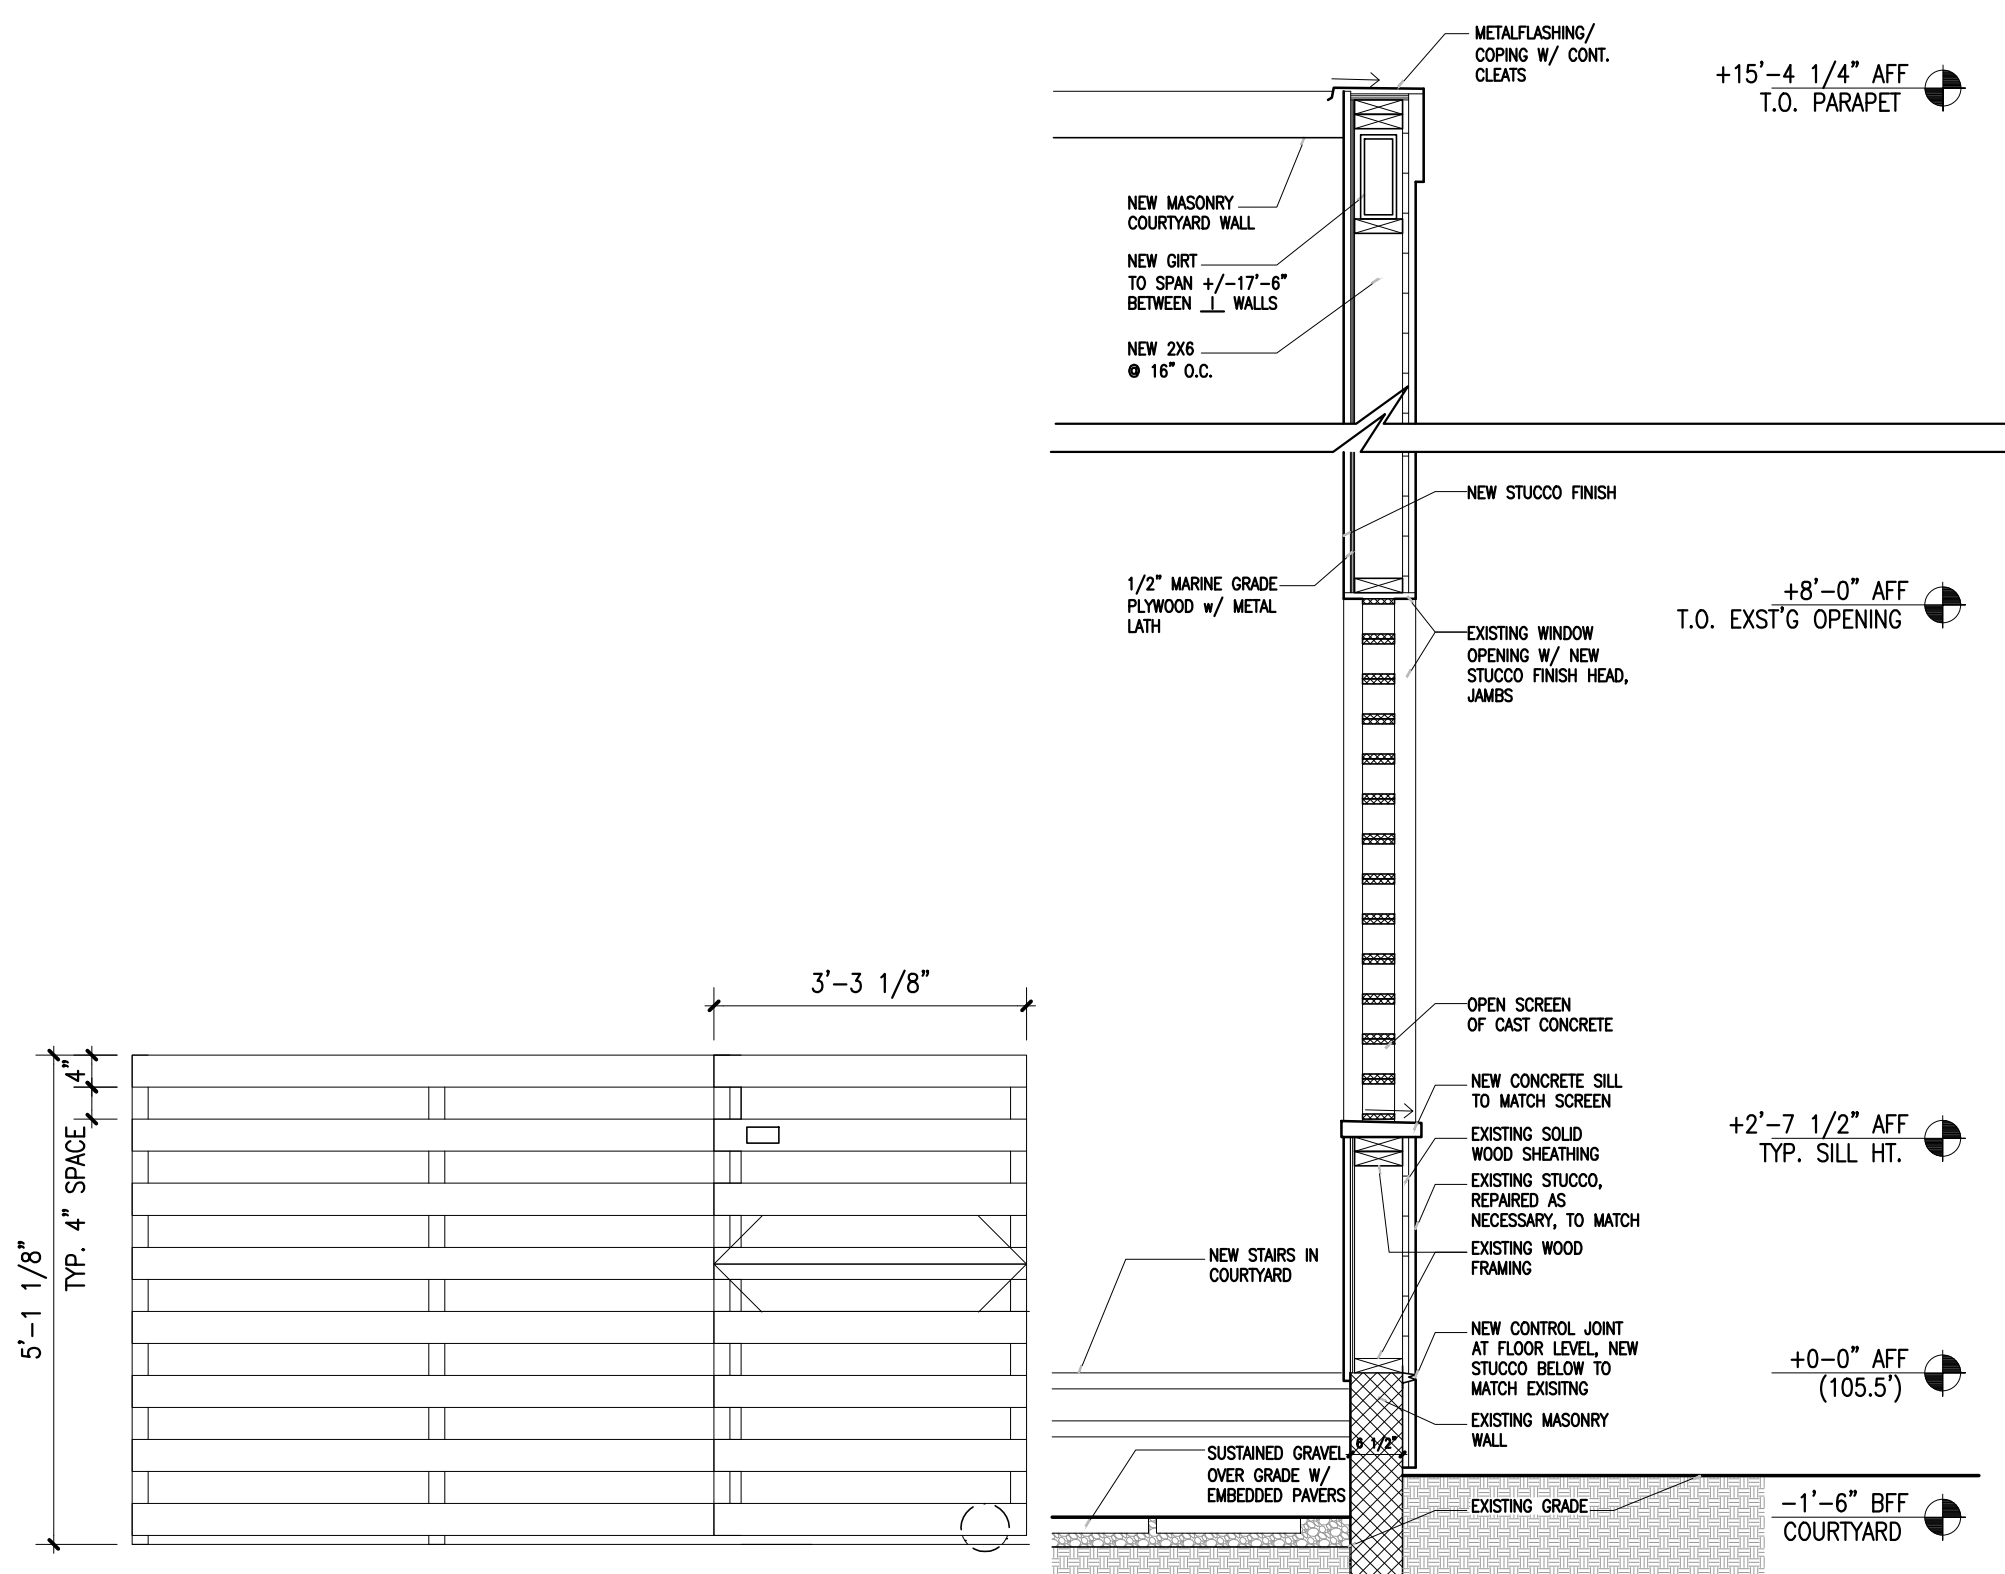 METALFLASHING/
COPING W/ CONT.
CLEATS
+15'-4 1/4" AFF
T.O. PARAPET
NEW MASONRY
COURTYARD WALL
NEW GIRT
TO SPAN +/-17'-6"
BETWEEN ⊥ WALLS
NEW 2X6
@ 16" O.C.
NEW STUCCO FINISH
1/2" MARINE GRADE
PLYWOOD w/ METAL
LATH
+8'-0" AFF
T.O. EXST'G OPENING
EXISTING WINDOW
OPENING W/ NEW
STUCCO FINISH HEAD,
JAMBS
3'-3 1/8"
4"
TYP. 4" SPACE
5'-1 1/8"
OPEN SCREEN
OF CAST CONCRETE
NEW CONCRETE SILL
TO MATCH SCREEN
+2'-7 1/2" AFF
TYP. SILL HT.
EXISTING SOLID
WOOD SHEATHING
EXISTING STUCCO,
REPAIRED AS
NECESSARY, TO MATCH
EXISTING WOOD
FRAMING
NEW STAIRS IN
COURTYARD
NEW CONTROL JOINT
AT FLOOR LEVEL, NEW
STUCCO BELOW TO
MATCH EXISITNG
+0-0" AFF
(105.5')
EXISTING MASONRY
WALL
6 1/2"
SUSTAINED GRAVEL
OVER GRADE W/
EMBEDDED PAVERS
EXISTING GRADE
-1'-6" BFF
COURTYARD